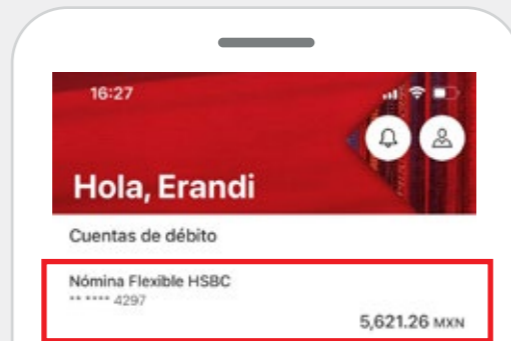 16:27
Hola, Erandi
Cuentas de débito
Nómina Flexible HSBC
** **** 4297
5,621.26 MXN